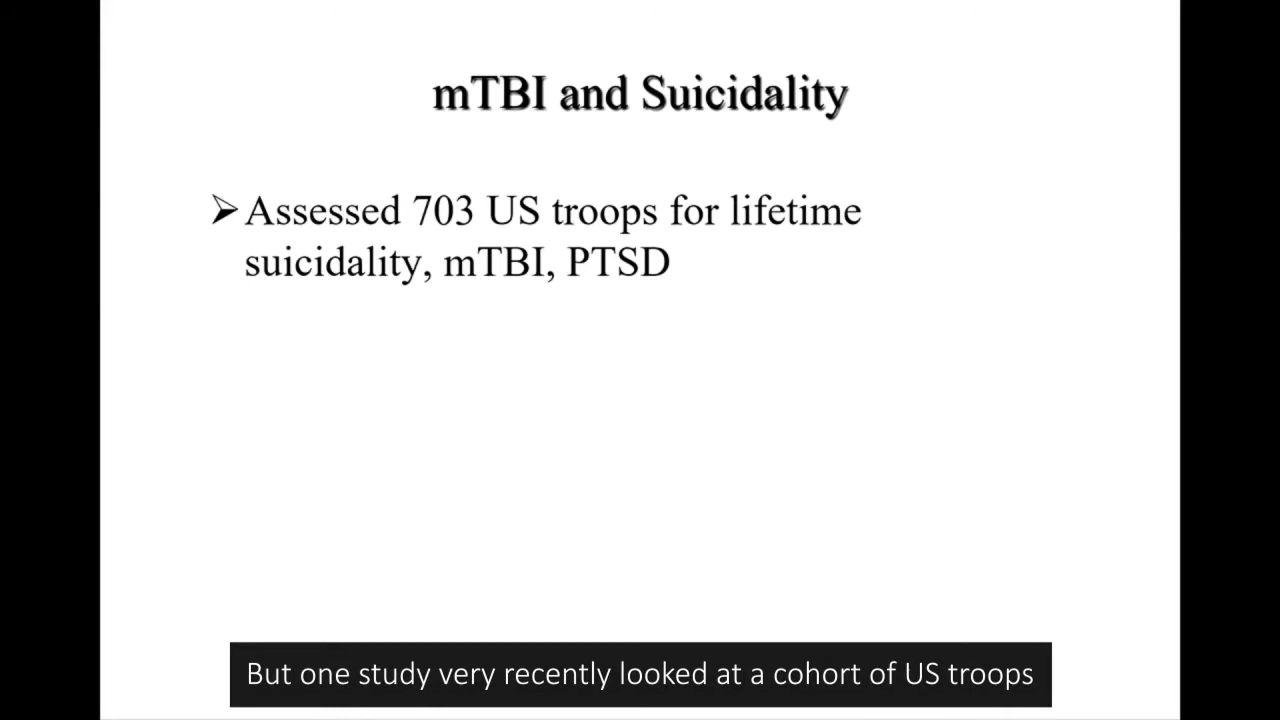 mTBI and Suicidality
➢Assessed 703 US troops for lifetime
suicidality, mTBI, PTSD
But one study very recently looked at a cohort of US troops